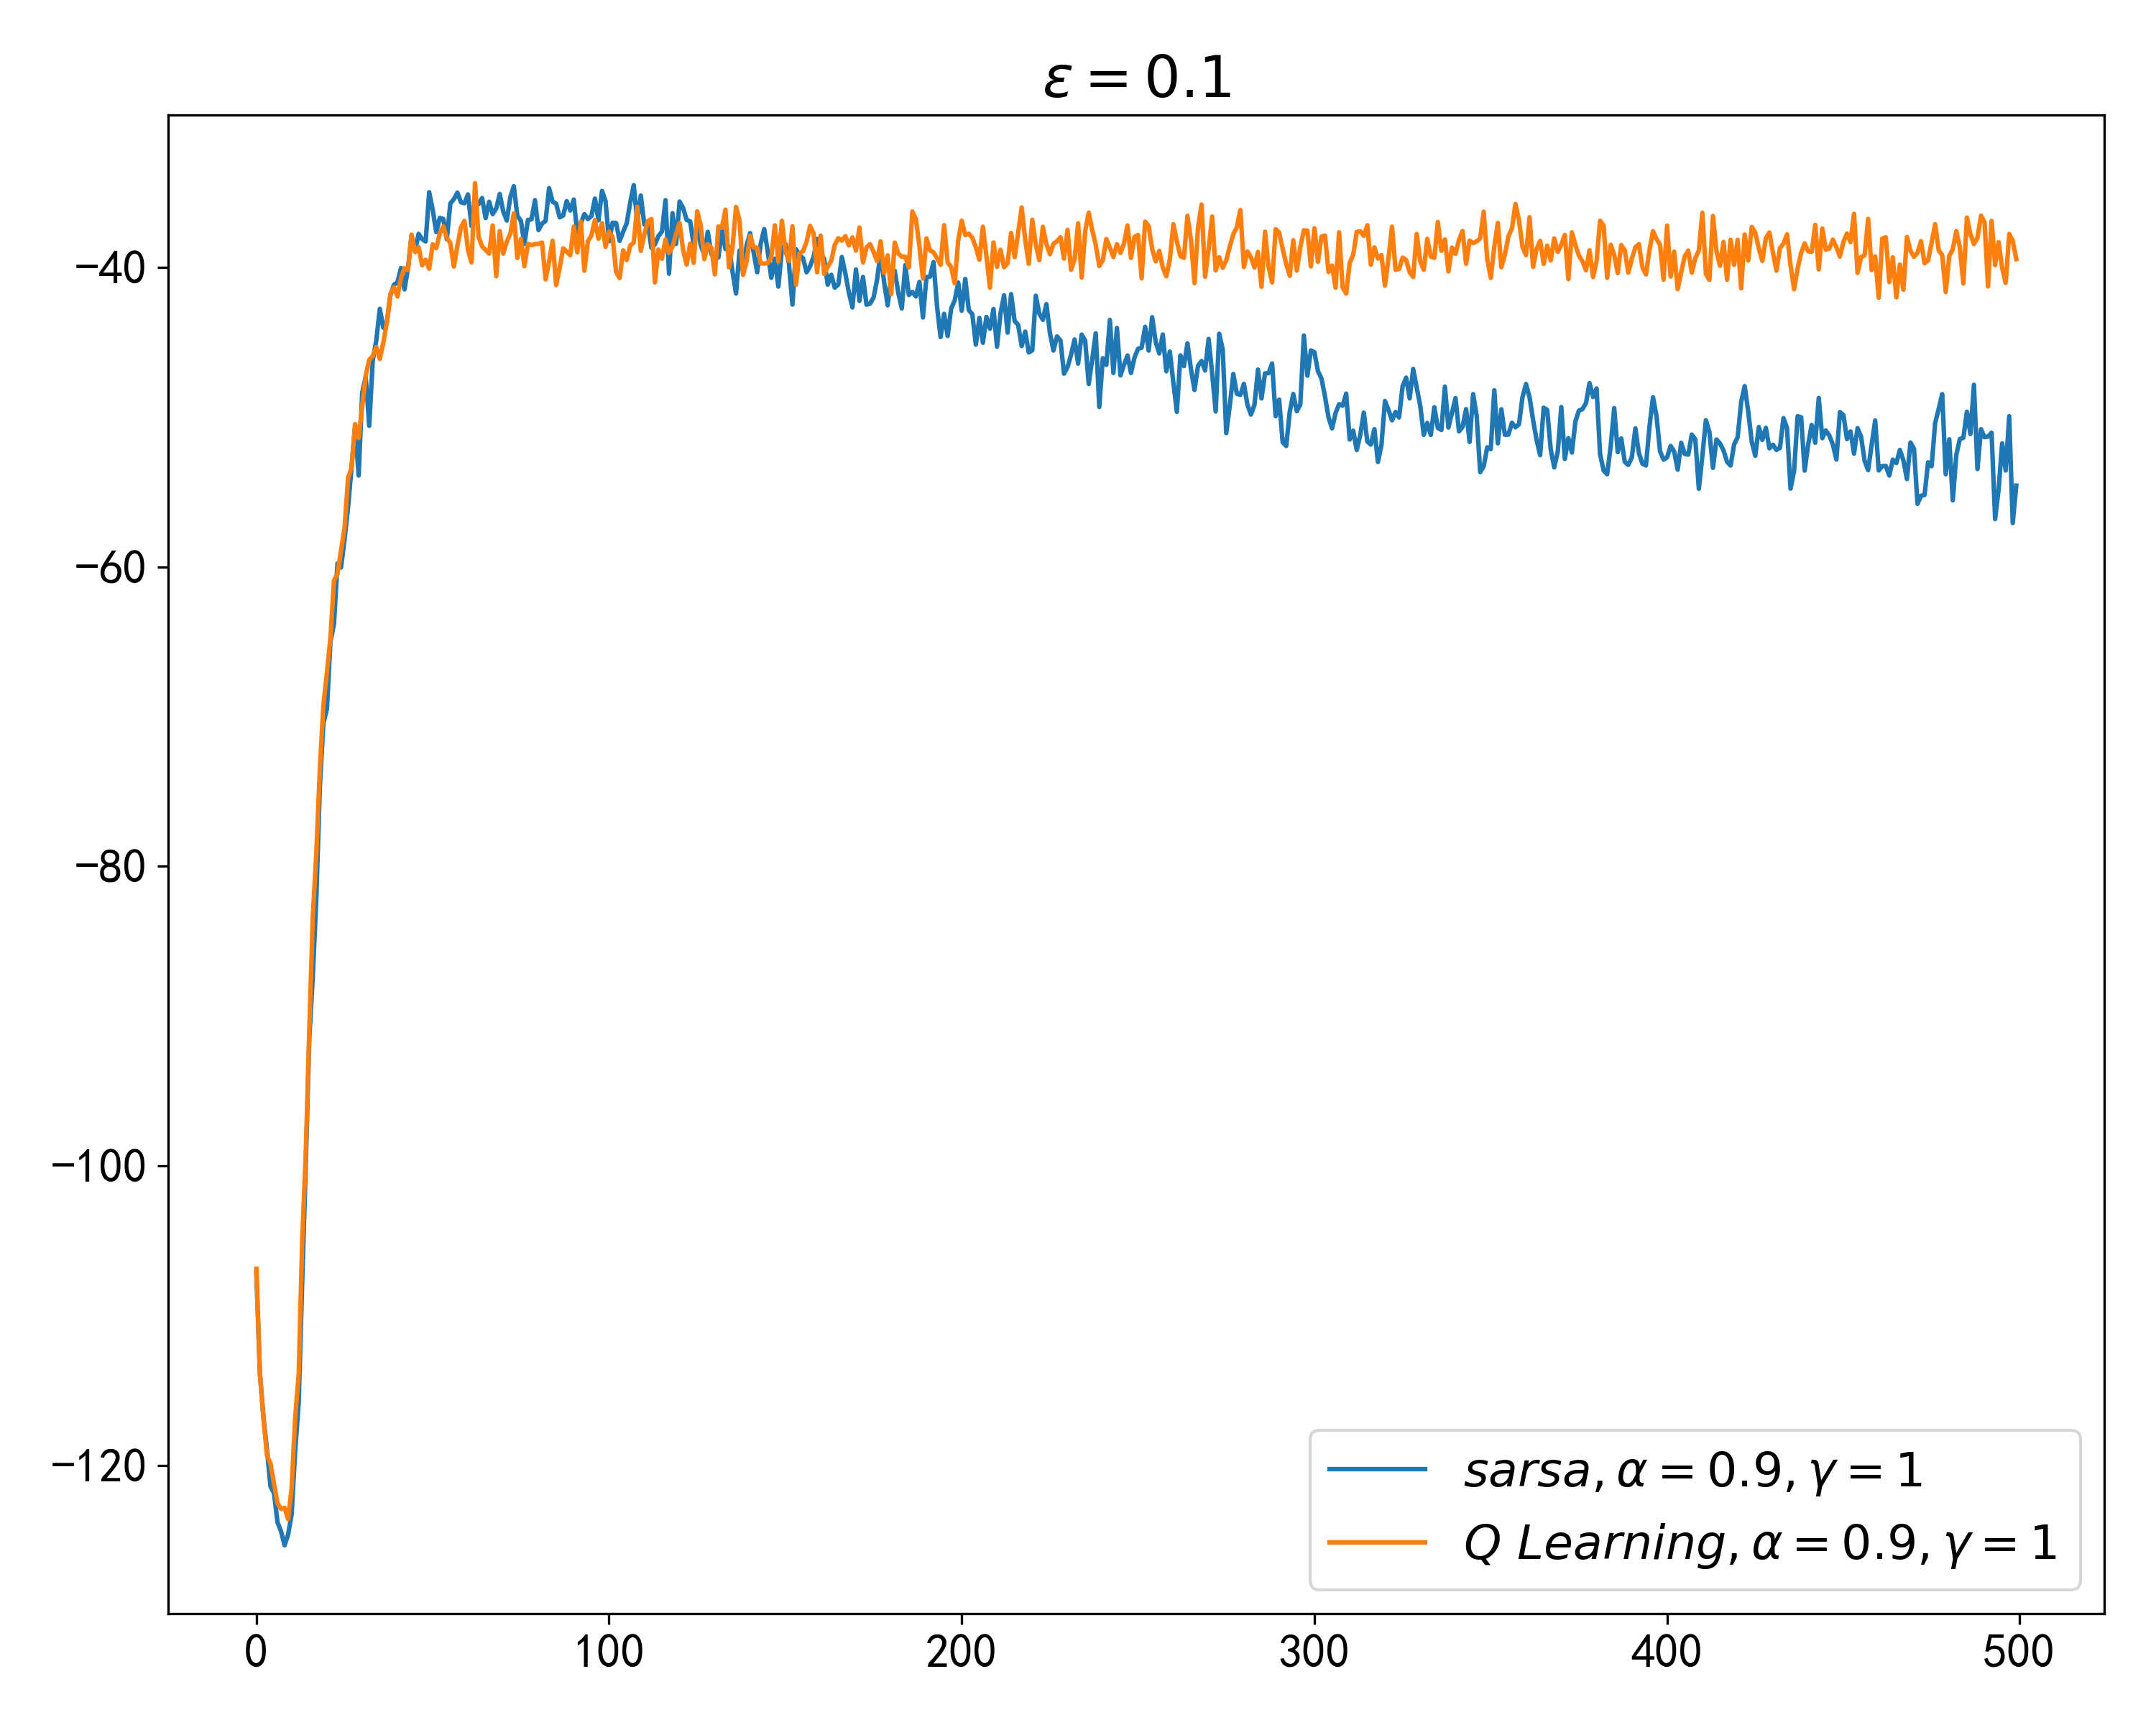 ε = 0.1
−40
−60
−80
−100
−120
0 100 200 300 400 500
sarsa, α = 0.9, γ = 1
Q Learning, α = 0.9, γ = 1